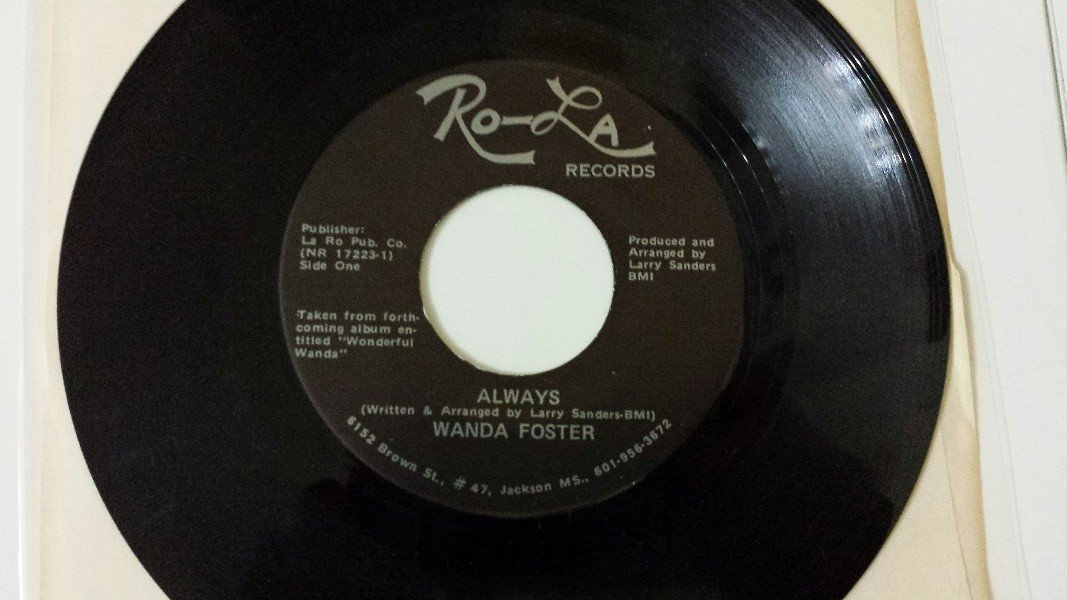 Ro-La
RECORDS
Publisher:
La Ro Pub. Co.
(NR 17223-1)
Side One
Produced and
Arranged by
Larry Sanders
BMI
Taken from forth-
coming album en-
titled "Wonderful
Wanda"
ALWAYS
(Written & Arranged by Larry Sanders-BMI)
WANDA FOSTER
6152 Brown St., # 47, Jackson MS., 601-956-3672